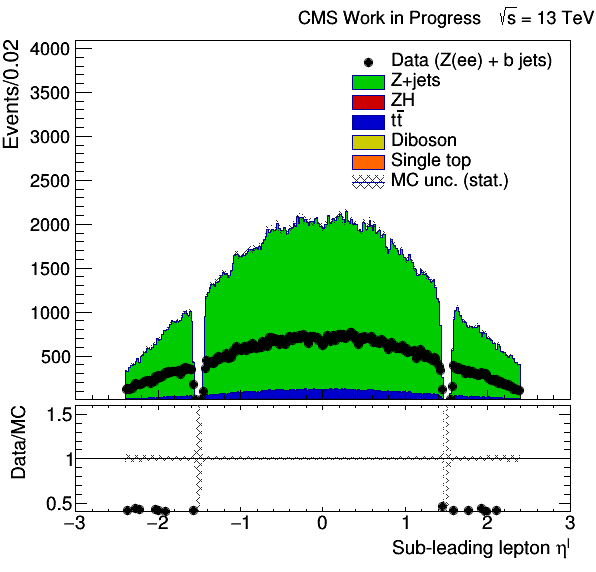 CMS Work in Progress √s = 13 TeV
Events/0.02
4000
3500
3000
2500
2000
1500
1000
500
Data (Z(ee) + b jets)
Z+jets
ZH
tt̄
Diboson
Single top
MC unc. (stat.)
Data/MC
1.5
1
0.5
−3 −2 −1 0 1 2 3
Sub-leading lepton ηˡ